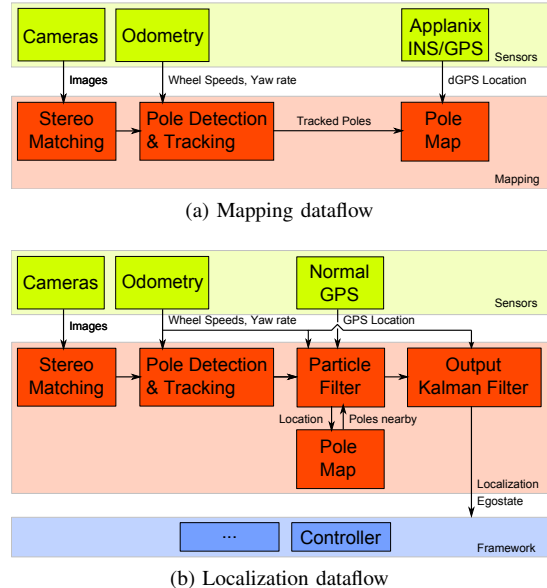 Cameras
Odometry
Applanix
INS/GPS
Sensors
Images
Wheel Speeds, Yaw rate
dGPS Location
Stereo
Matching
Pole Detection
& Tracking
Tracked Poles
Pole
Map
Mapping
(a) Mapping dataflow
Cameras
Odometry
Normal
GPS
Sensors
Images
Wheel Speeds, Yaw rate
GPS Location
Stereo
Matching
Pole Detection
& Tracking
Particle
Filter
Output
Kalman Filter
Location
Poles nearby
Pole
Map
Localization
Egostate
...
Controller
Framework
(b) Localization dataflow